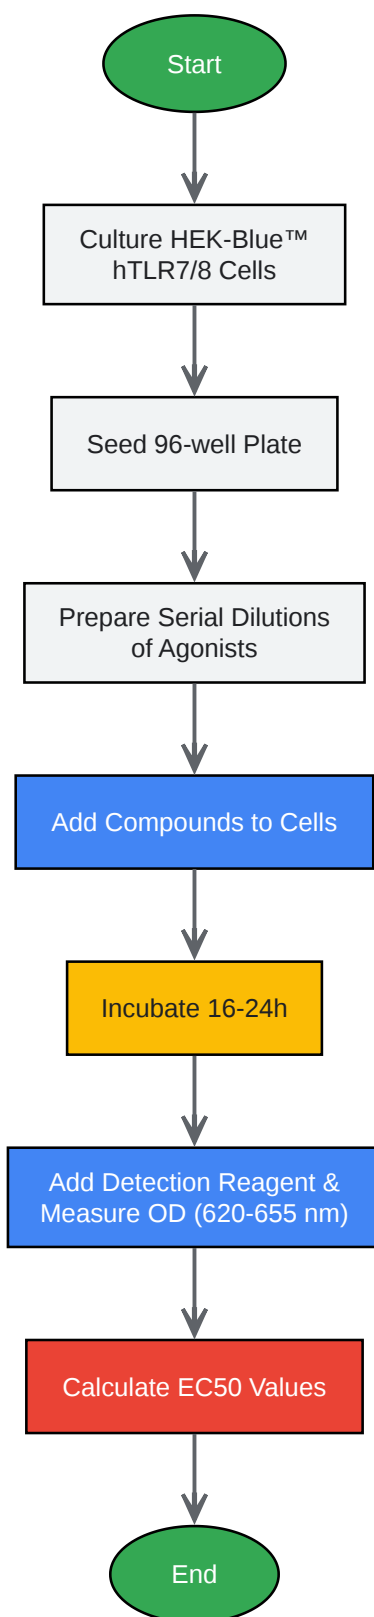 Start
Culture HEK-Blue™
hTLR7/8 Cells
Seed 96-well Plate
Prepare Serial Dilutions
of Agonists
Add Compounds to Cells
Incubate 16-24h
Add Detection Reagent &
Measure OD (620-655 nm)
Calculate EC50 Values
End